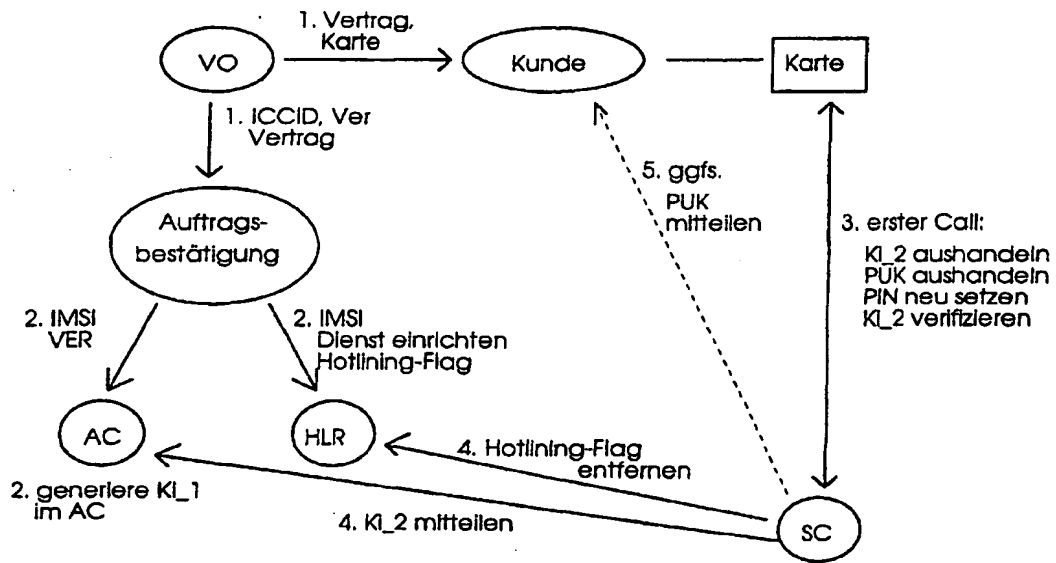 1. Vertrag,
Karte
VO
Kunde
Karte
1. ICCID, Ver
Vertrag
5. ggfs.
PUK
mitteilen
Auftrags-
bestätigung
3. erster Call:
Ki_2 aushandeln
PUK aushandeln
PIN neu setzen
Ki_2 verifizieren
2. IMSI
VER
2. IMSI
Dienst einrichten
Hotlining-Flag
AC
HLR
4. Hotlining-Flag
entfernen
2. generiere Ki_1
im AC
4. Ki_2 mitteilen
SC